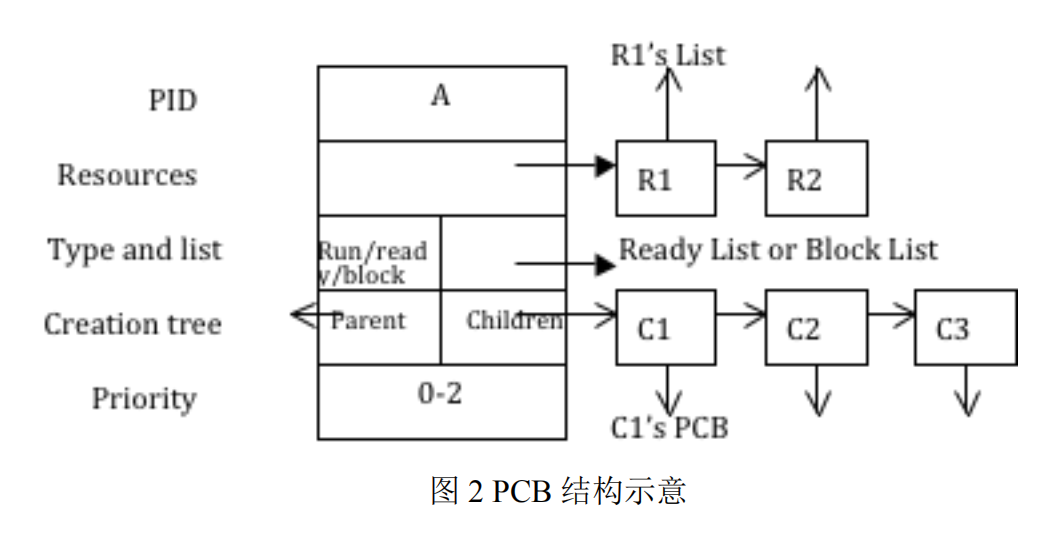 R1's List
PID
A
Resources
R1
R2
Type and list
Run/read
y/block
Ready List or Block List
Creation tree
Parent
Children
C1
C2
C3
Priority
0-2
C1's PCB
图 2 PCB 结构示意